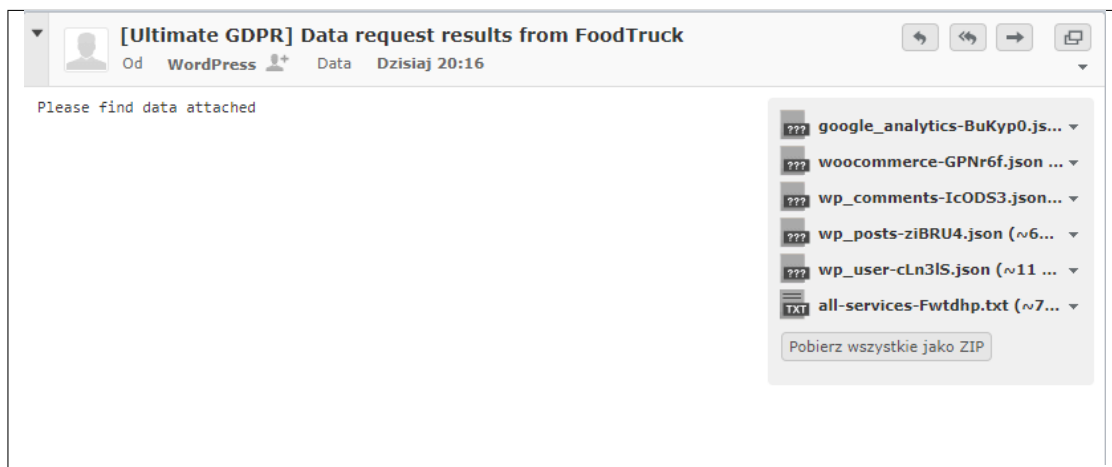 [Ultimate GDPR] Data request results from FoodTruck
Od WordPress Data Dzisiaj 20:16
Please find data attached
??? google_analytics-BuKyp0.js...
??? woocommerce-GPNr6f.json ...
??? wp_comments-IcODS3.json...
??? wp_posts-ziBRU4.json (~6...
??? wp_user-cLn3lS.json (~11 ...
TXT all-services-Fwtdhp.txt (~7...
Pobierz wszystkie jako ZIP